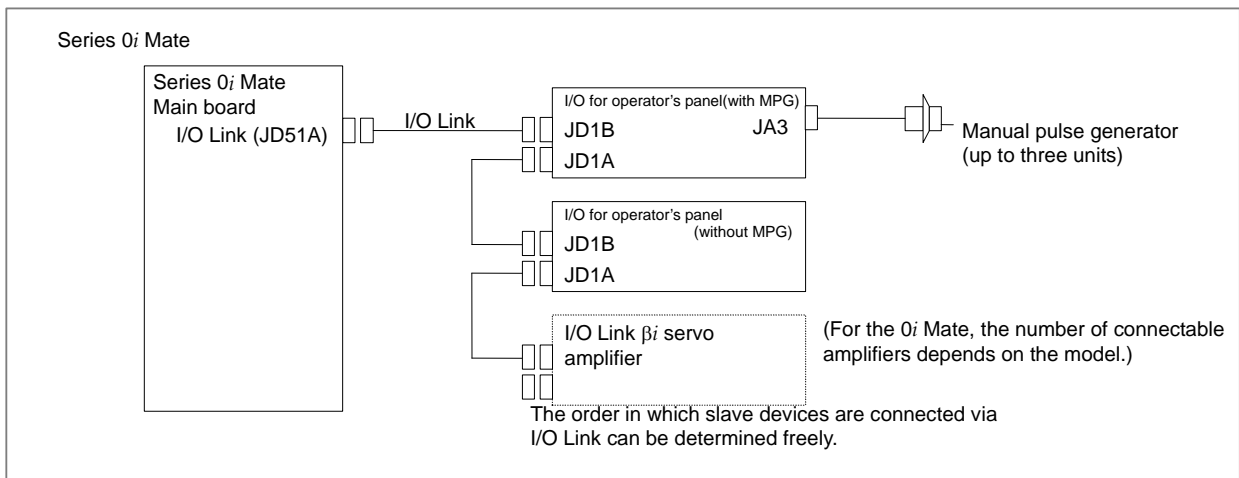 Series 0i Mate
Series 0i Mate
Main board
I/O Link (JD51A)
I/O Link
I/O for operator's panel(with MPG)
JD1B
JA3
JD1A
Manual pulse generator
(up to three units)
I/O for operator's panel
(without MPG)
JD1B
JD1A
I/O Link βi servo
amplifier
(For the 0i Mate, the number of connectable
amplifiers depends on the model.)
The order in which slave devices are connected via
I/O Link can be determined freely.